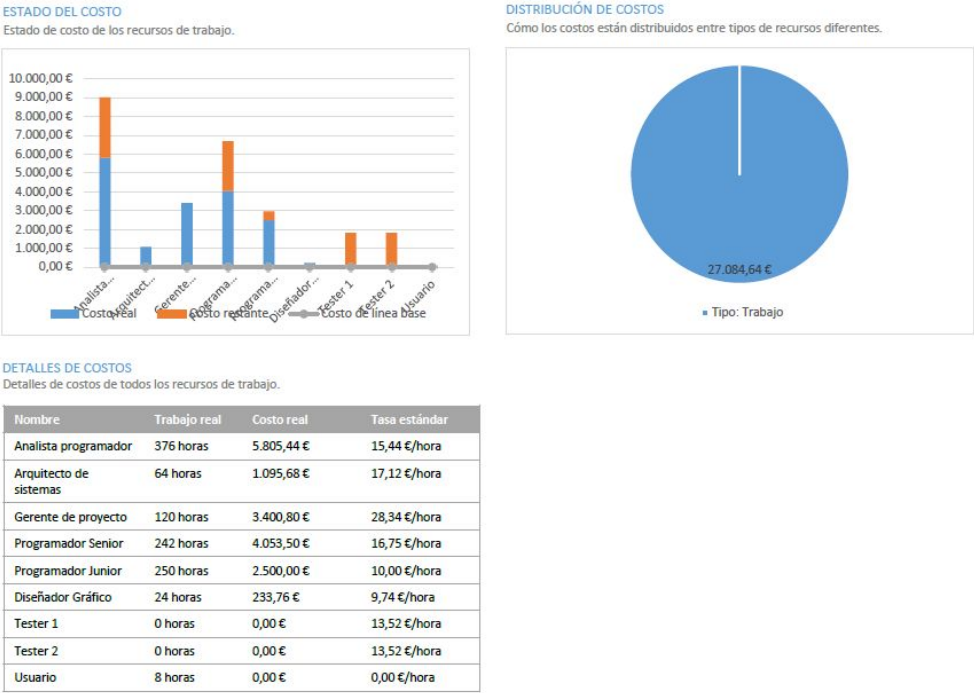 ESTADO DEL COSTO
Estado de costo de los recursos de trabajo.
10.000,00 €
9.000,00 €
8.000,00 €
7.000,00 €
6.000,00 €
5.000,00 €
4.000,00 €
3.000,00 €
2.000,00 €
1.000,00 €
0,00 €
Analista...
Arquitect...
Gerente...
Programa...
Programa...
Diseñador...
Tester 1
Tester 2
Usuario
Costo real
Costo restante
Costo de línea base
DISTRIBUCIÓN DE COSTOS
Cómo los costos están distribuidos entre tipos de recursos diferentes.
27.084,64 €
Tipo: Trabajo
DETALLES DE COSTOS
Detalles de costos de todos los recursos de trabajo.
Nombre Trabajo real Costo real Tasa estándar
Analista programador 376 horas 5.805,44 € 15,44 €/hora
Arquitecto de 64 horas 1.095,68 € 17,12 €/hora
sistemas
Gerente de proyecto 120 horas 3.400,80 € 28,34 €/hora
Programador Senior 242 horas 4.053,50 € 16,75 €/hora
Programador Junior 250 horas 2.500,00 € 10,00 €/hora
Diseñador Gráfico 24 horas 233,76 € 9,74 €/hora
Tester 1 0 horas 0,00 € 13,52 €/hora
Tester 2 0 horas 0,00 € 13,52 €/hora
Usuario 8 horas 0,00 € 0,00 €/hora